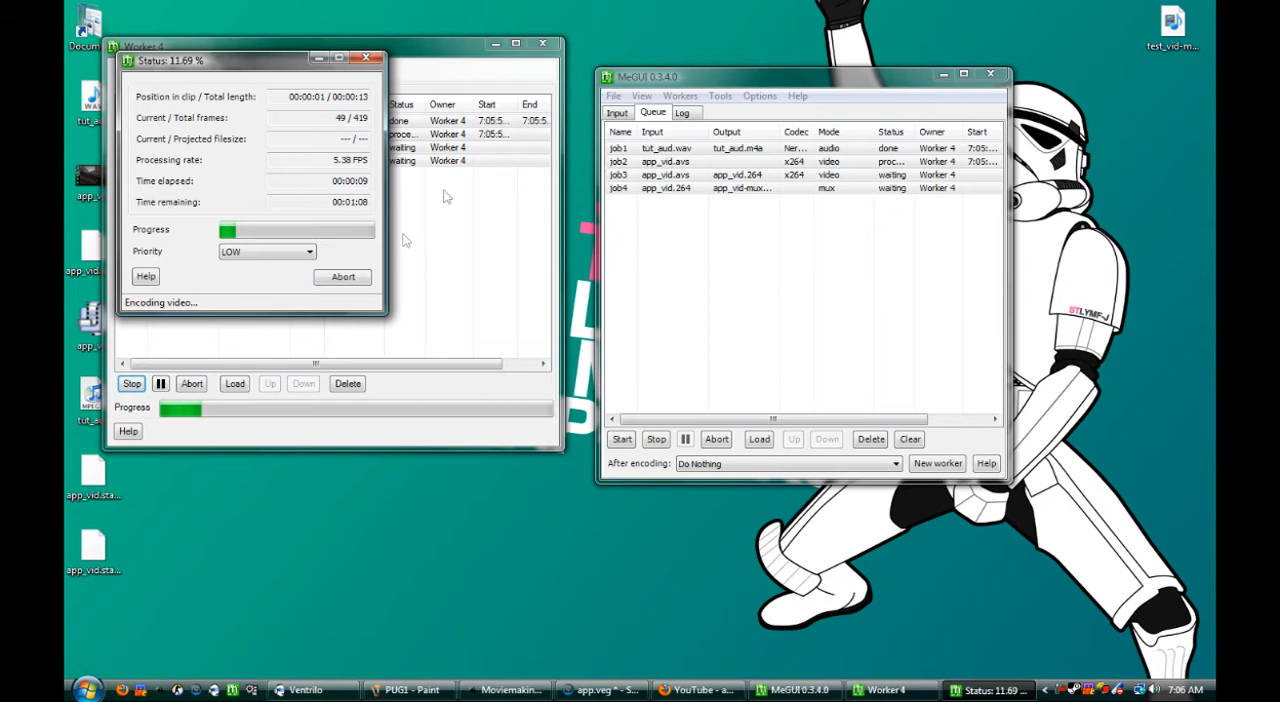 Docum...
Worker 4
Status: 11.69 %
Position in clip / Total length: 00:00:01 / 00:00:13
Current / Total frames: 49 / 419
Current / Projected filesize: --- / ---
Processing rate: 5.38 FPS
Time elapsed: 00:00:09
Time remaining: 00:01:08
Progress
Priority LOW
Help Abort
Encoding video...
Status Owner Start End
done Worker 4 7:05:5... 7:05:5...
proce... Worker 4 7:05:5...
waiting Worker 4
waiting Worker 4
Stop Abort Load Up Down Delete
Progress
Help
MeGUI 0.3.4.0
File View Workers Tools Options Help
Input Queue Log
Name Input Output Codec Mode Status Owner Start
job1 tut_aud.wav tut_aud.m4a Ner... audio done Worker 4 7:05:...
job2 app_vid.avs x264 video proc... Worker 4 7:05:...
job3 app_vid.avs app_vid.264 x264 video waiting Worker 4
job4 app_vid.264 app_vid-mux... mux waiting Worker 4
Start Stop Abort Load Up Down Delete Clear
After encoding: Do Nothing New worker Help
test_vid-m...
STLYMF-J
app_vid.sta...
app_vid.sta...
Ventrilo
PUG1 - Paint
Moviemakin...
app.veg * - S...
YouTube - a...
MeGUI 0.3.4.0
Worker 4
Status: 11.69 ...
7:06 AM